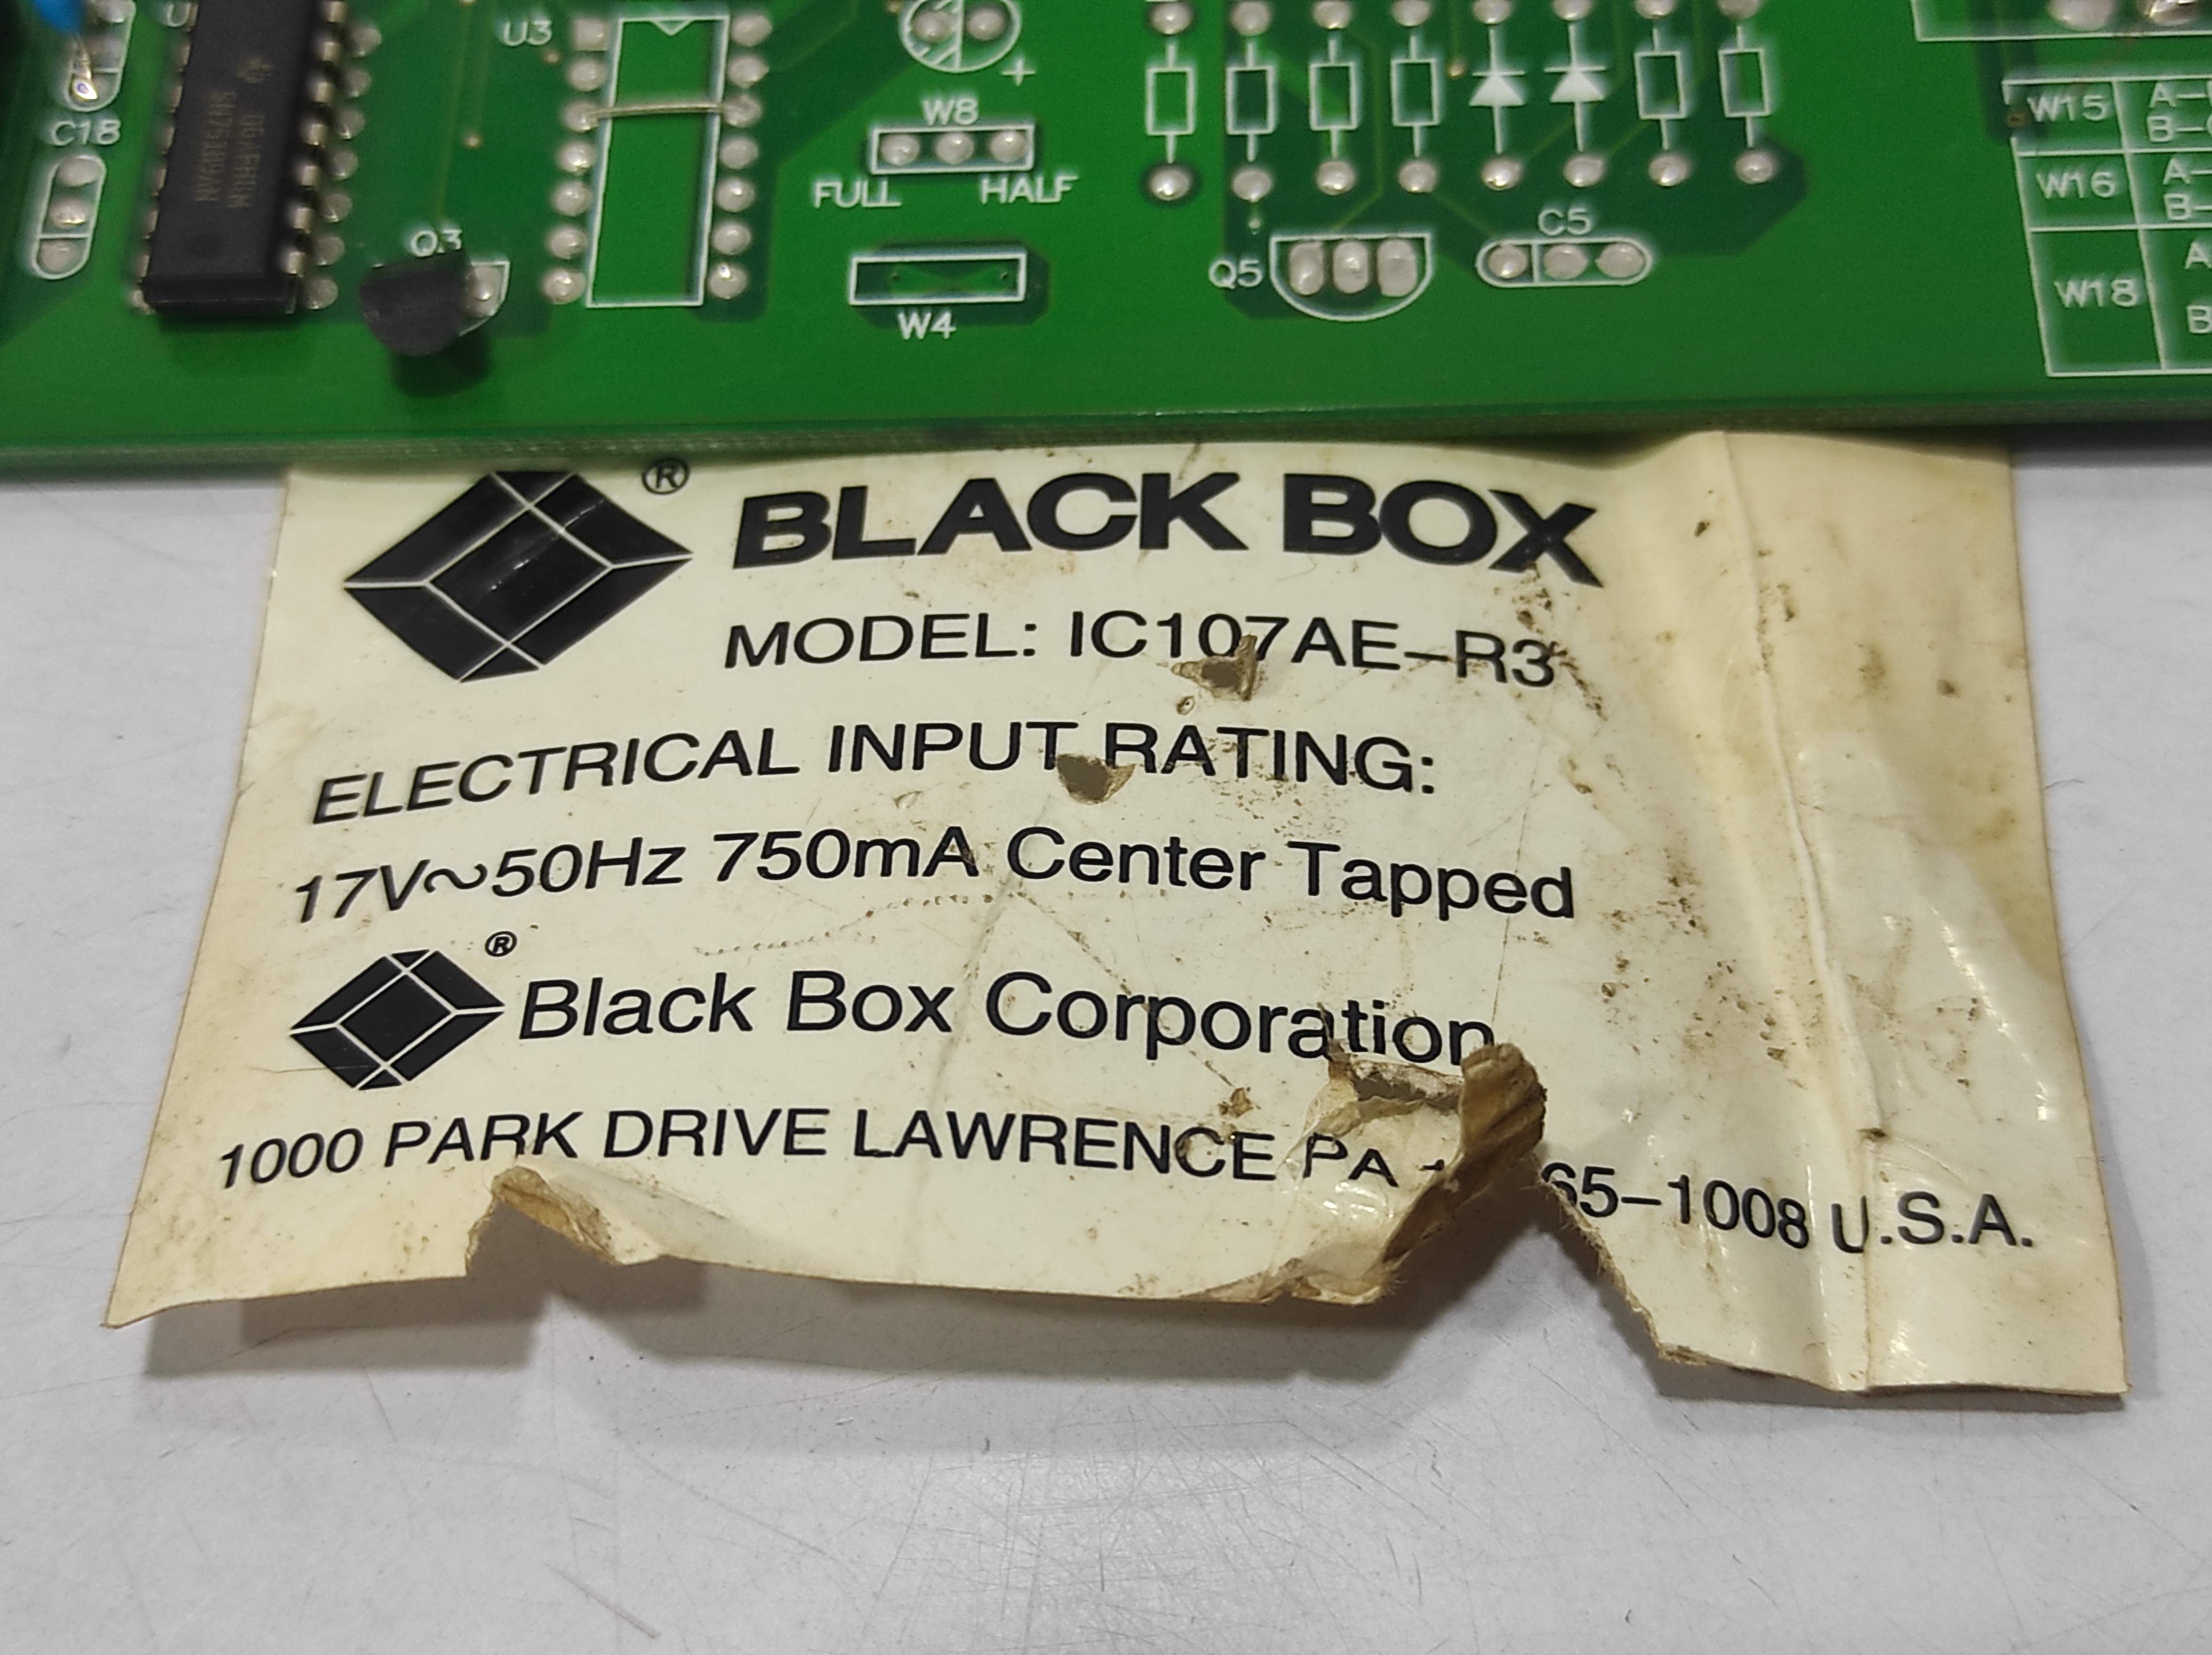 U3
C18
SN75189AN
W8
+
FULL HALF
Q3
W4
Q5
C5
W15 A-
B-
W16 A-
B-
W18 A
B
®
BLACK BOX
MODEL: IC107AE-R3
ELECTRICAL INPUT RATING:
17V~50Hz 750mA Center Tapped
®
Black Box Corporation
1000 PARK DRIVE LAWRENCE PA 65-1008 U.S.A.